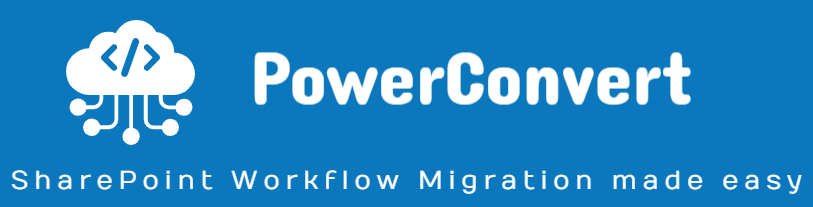 </>
PowerConvert
SharePoint Workflow Migration made easy